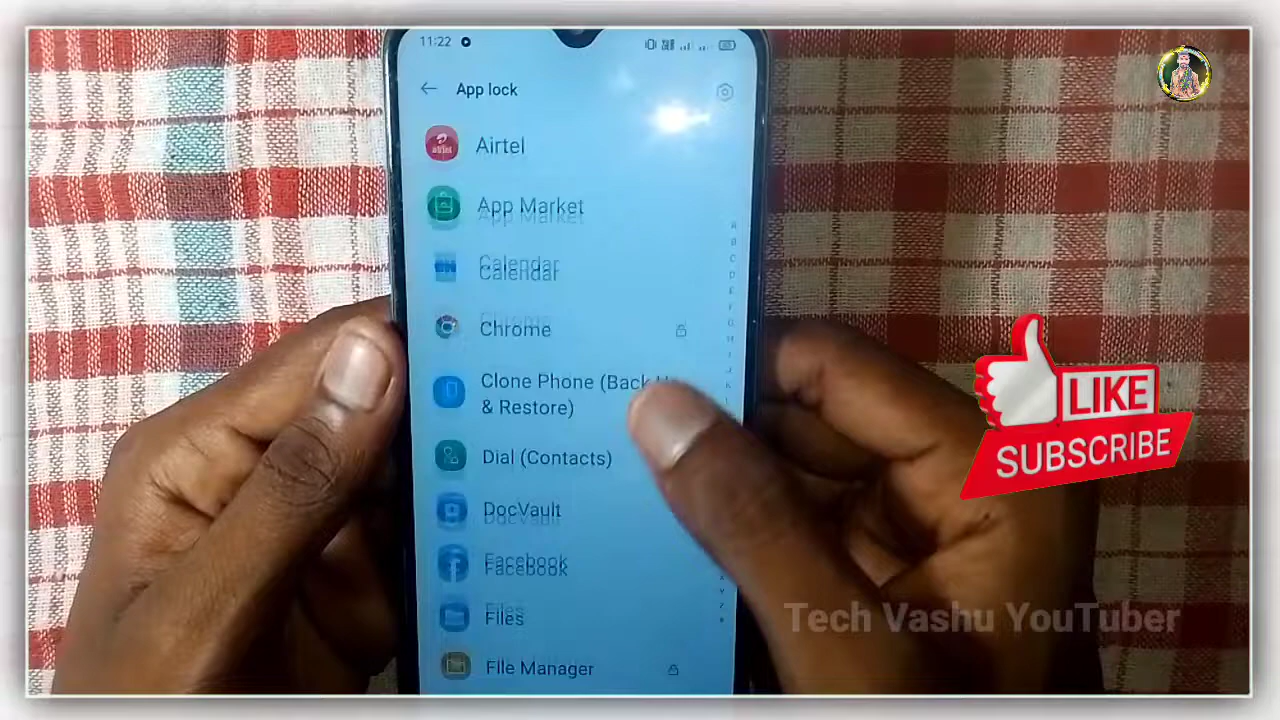 11:22
App lock
Airtel
airtel
App Market
Calendar
Chrome
Clone Phone (Back U
& Restore)
Dial (Contacts)
DocVault
Facebook
Files
File Manager
LIKE
SUBSCRIBE
Tech Vashu YouTuber